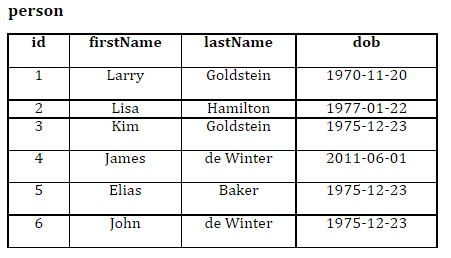 person
id firstName lastName dob
1 Larry Goldstein 1970-11-20
2 Lisa Hamilton 1977-01-22
3 Kim Goldstein 1975-12-23
4 James de Winter 2011-06-01
5 Elias Baker 1975-12-23
6 John de Winter 1975-12-23